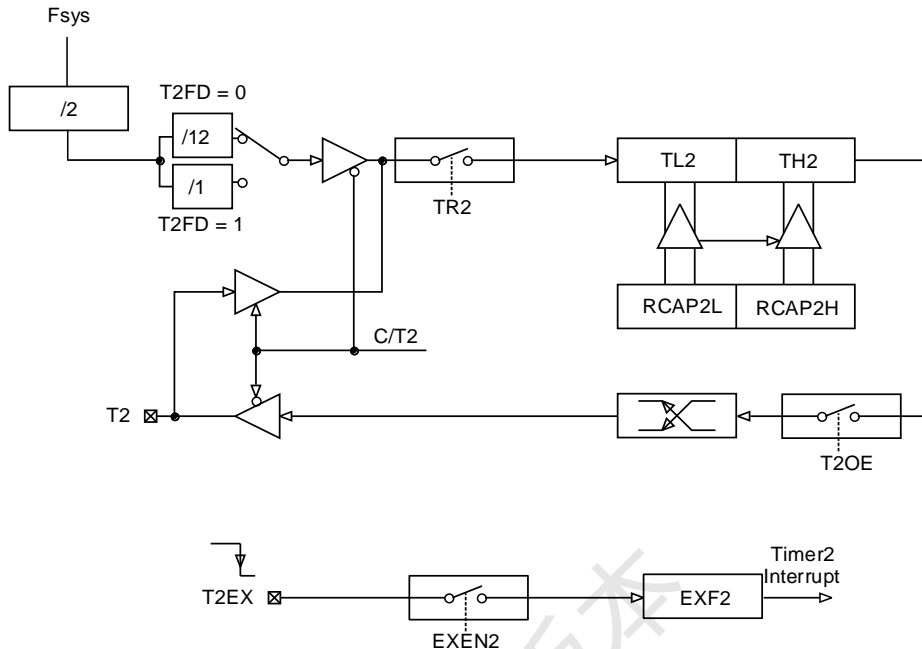 Fsys
/2
T2FD = 0
/12
/1
T2FD = 1
TR2
TL2
TH2
RCAP2L
RCAP2H
C/T2
T2
T2OE
T2EX
EXEN2
EXF2
Timer2
Interrupt
本